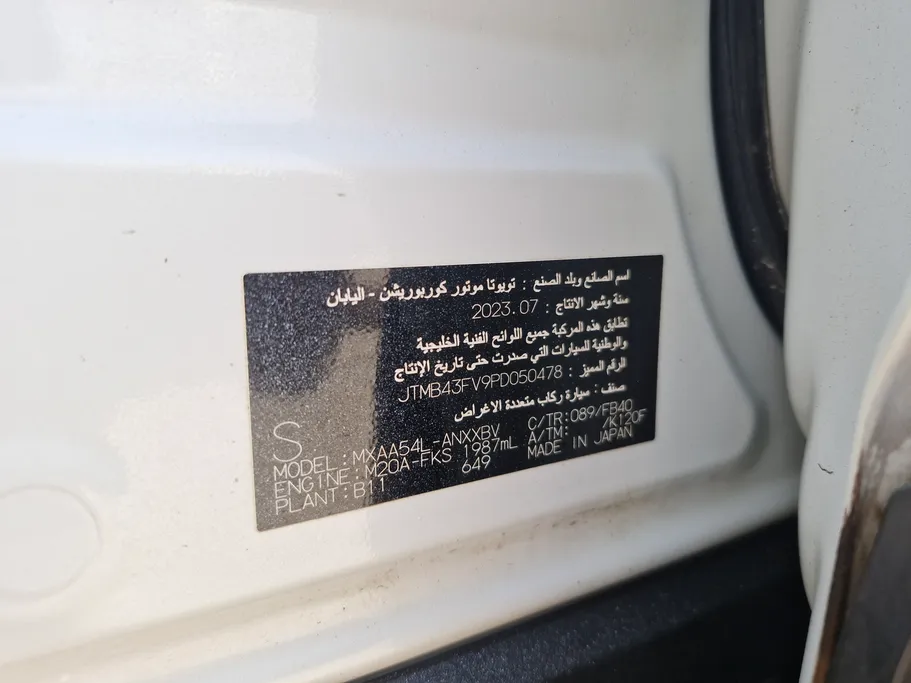 اسم الصانع وبلد الصنع : تويوتا موتور كوربوريشن - اليابان
سنة وشهر الانتاج : 2023.07
تطابق هذه المركبة جميع اللوائح الفنية الخليجية
والوطنية للسيارات التي صدرت حتى تاريخ الإنتاج
الرقم المميز : JTMB43FV9PD050478
صنف : سيارة ركاب متعددة الاغراض
S
MODEL:MXAA54L-ANXXBV C/TR:089/FB40
ENGINE:M20A-FKS 1987mL A/TM: /K120F
PLANT:B11 649 MADE IN JAPAN